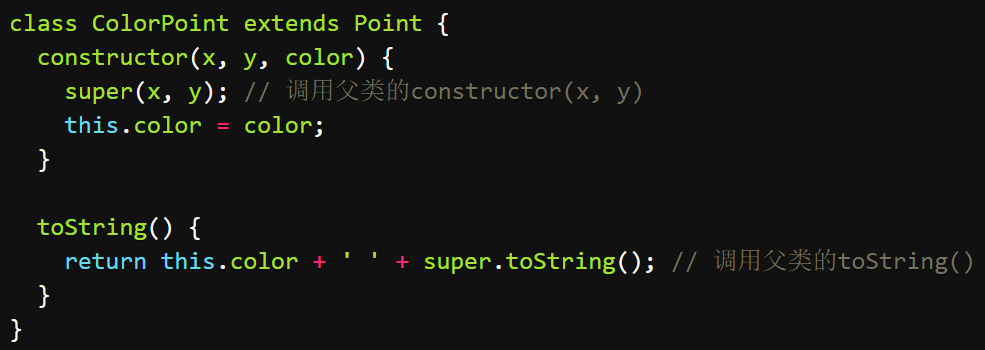 class ColorPoint extends Point {
  constructor(x, y, color) {
    super(x, y); // 调用父类的constructor(x, y)
    this.color = color;
  }

  toString() {
    return this.color + ' ' + super.toString(); // 调用父类的toString()
  }
}